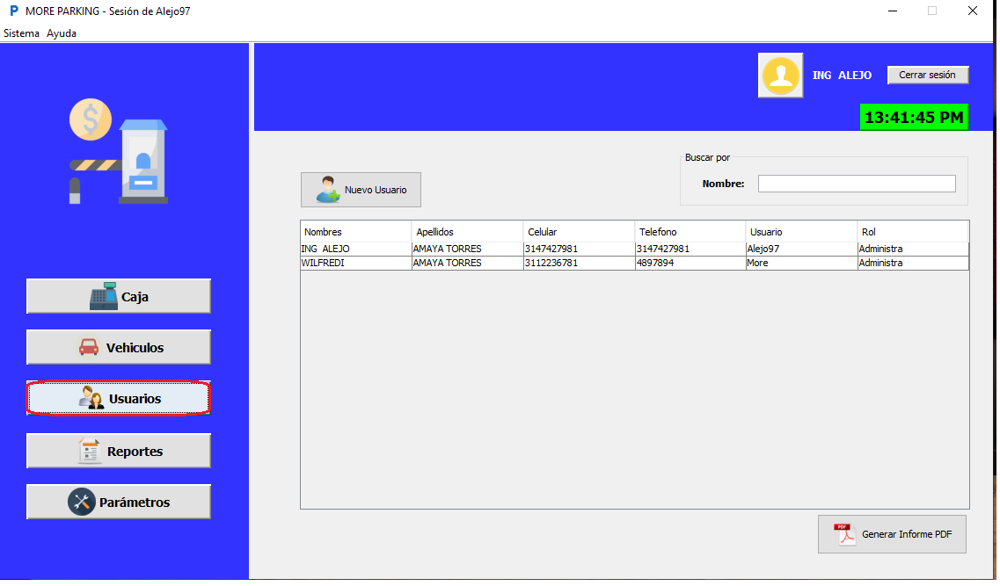 P MORE PARKING - Sesión de Alejo97
Sistema Ayuda
ING ALEJO
Cerrar sesión
13:41:45 PM
$
Caja
Vehiculos
Usuarios
Reportes
Parámetros
Nuevo Usuario
Buscar por
Nombre:
Nombres Apellidos Celular Telefono Usuario Rol
ING ALEJO AMAYA TORRES 3147427981 3147427981 Alejo97 Administra
WILFREDI AMAYA TORRES 3112236781 4897894 More Administra
PDF
Generar Informe PDF